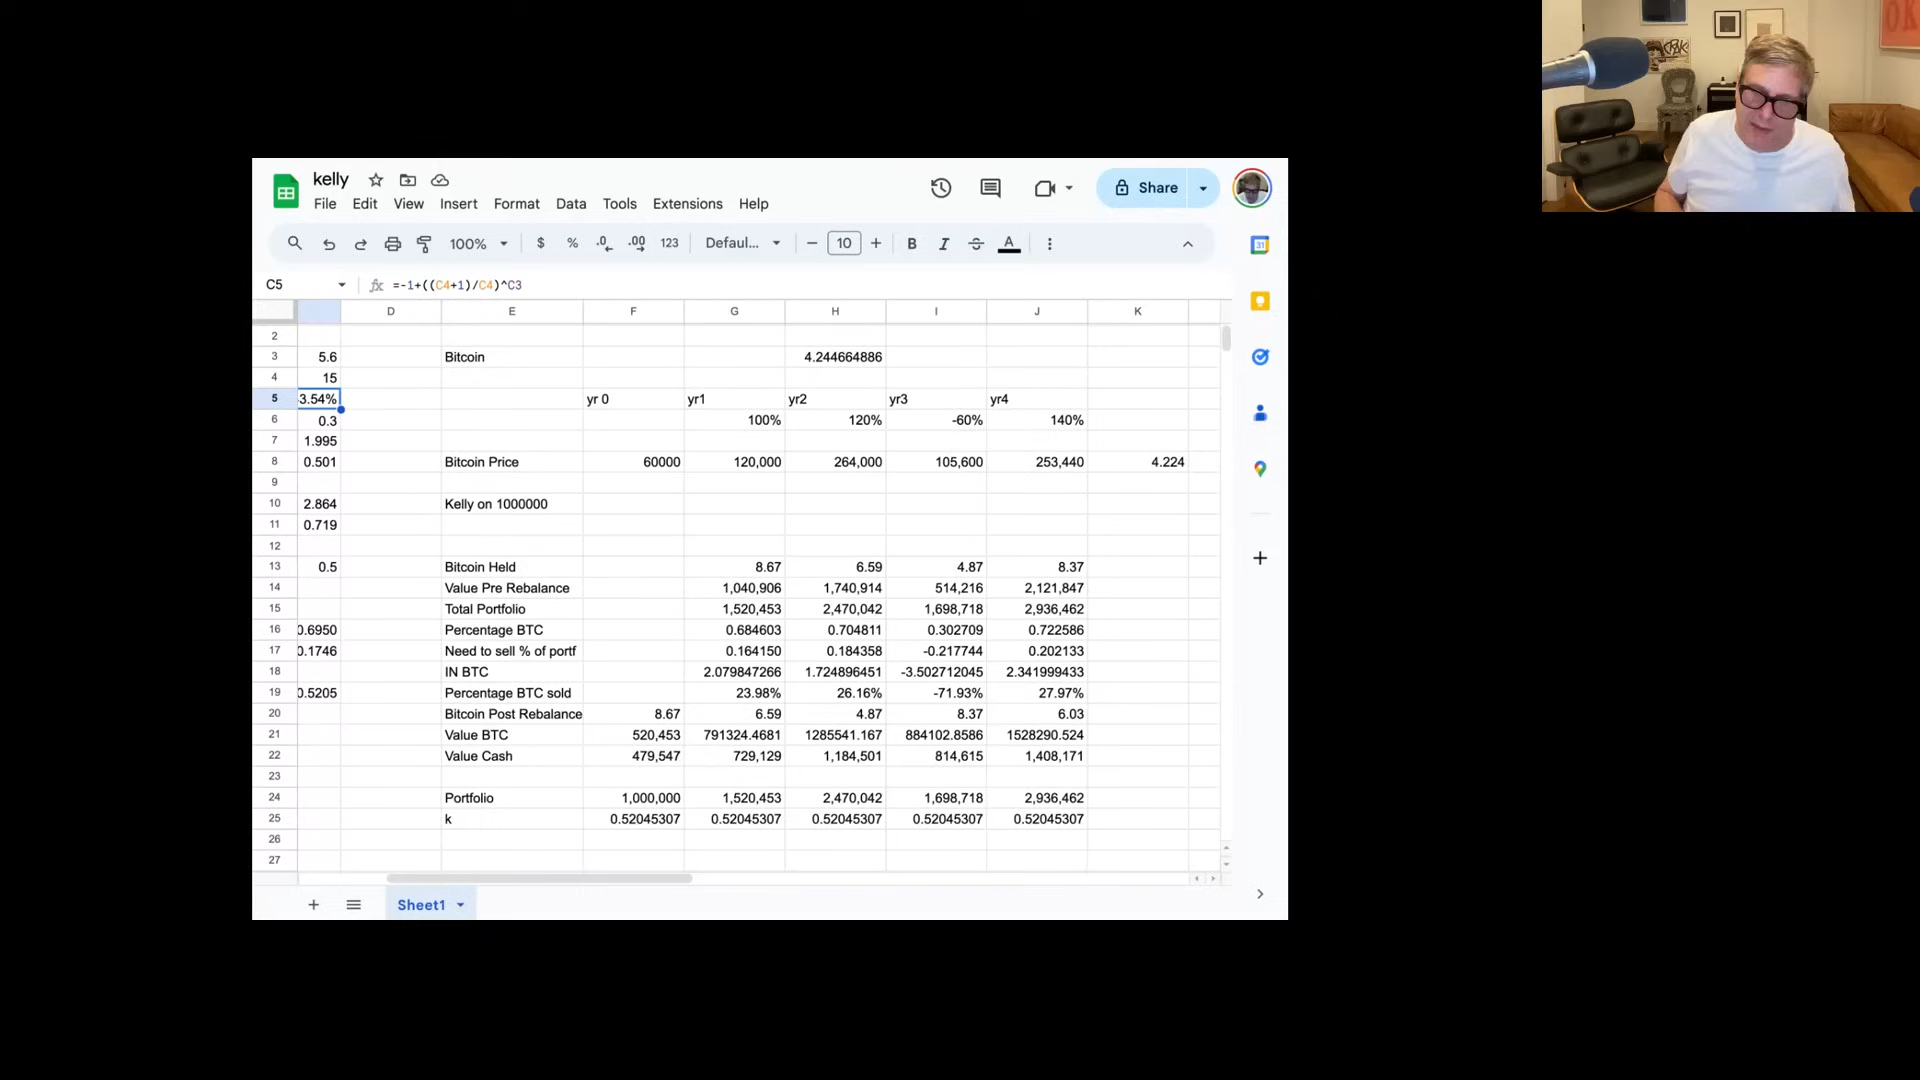 kelly
File Edit View Insert Format Data Tools Extensions Help
Share
100% $ % .0 .00 123 Defaul... − 10 + B I A
31
C5 fx =-1+((C4+1)/C4)^C3
D E F G H I J K
2
3 5.6 Bitcoin 4.244664886
4 15
5 3.54% yr 0 yr1 yr2 yr3 yr4
6 0.3 100% 120% -60% 140%
7 1.995
8 0.501 Bitcoin Price 60000 120,000 264,000 105,600 253,440 4.224
9
10 2.864 Kelly on 1000000
11 0.719
12
13 0.5 Bitcoin Held 8.67 6.59 4.87 8.37
14 Value Pre Rebalance 1,040,906 1,740,914 514,216 2,121,847
15 Total Portfolio 1,520,453 2,470,042 1,698,718 2,936,462
16 0.6950 Percentage BTC 0.684603 0.704811 0.302709 0.722586
17 0.1746 Need to sell % of portf 0.164150 0.184358 -0.217744 0.202133
18 IN BTC 2.079847266 1.724896451 -3.502712045 2.341999433
19 0.5205 Percentage BTC sold 23.98% 26.16% -71.93% 27.97%
20 Bitcoin Post Rebalance 8.67 6.59 4.87 8.37 6.03
21 Value BTC 520,453 791324.4681 1285541.167 884102.8586 1528290.524
22 Value Cash 479,547 729,129 1,184,501 814,615 1,408,171
23
24 Portfolio 1,000,000 1,520,453 2,470,042 1,698,718 2,936,462
25 k 0.52045307 0.52045307 0.52045307 0.52045307 0.52045307
26
27
Sheet1
OK